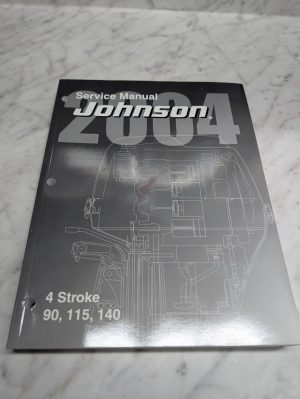 Service Manual
2004
Johnson
4 Stroke
90, 115, 140